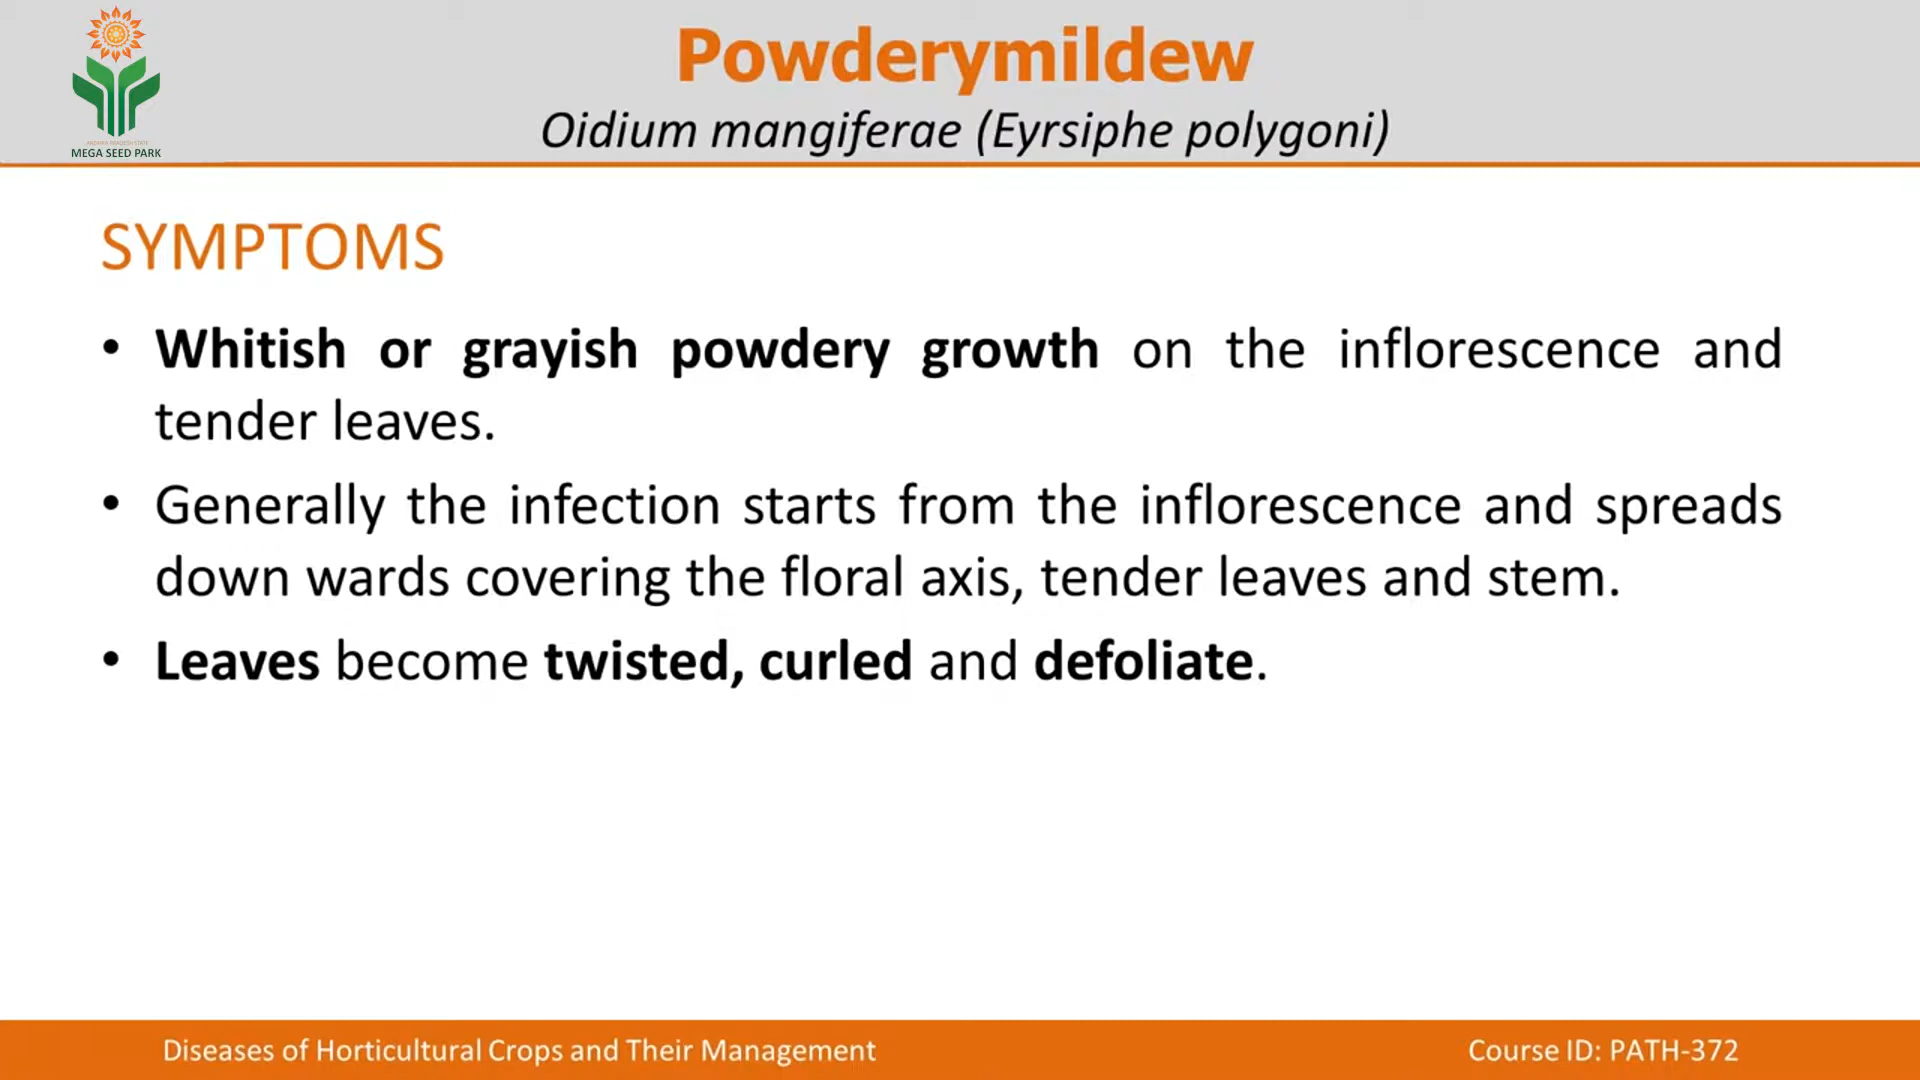 Powderymildew
Oidium mangiferae (Eyrsiphe polygoni)
MEGA SEED PARK
SYMPTOMS
• Whitish or grayish powdery growth on the inflorescence and
tender leaves.
• Generally the infection starts from the inflorescence and spreads
down wards covering the floral axis, tender leaves and stem.
• Leaves become twisted, curled and defoliate.
Diseases of Horticultural Crops and Their Management
Course ID: PATH-372